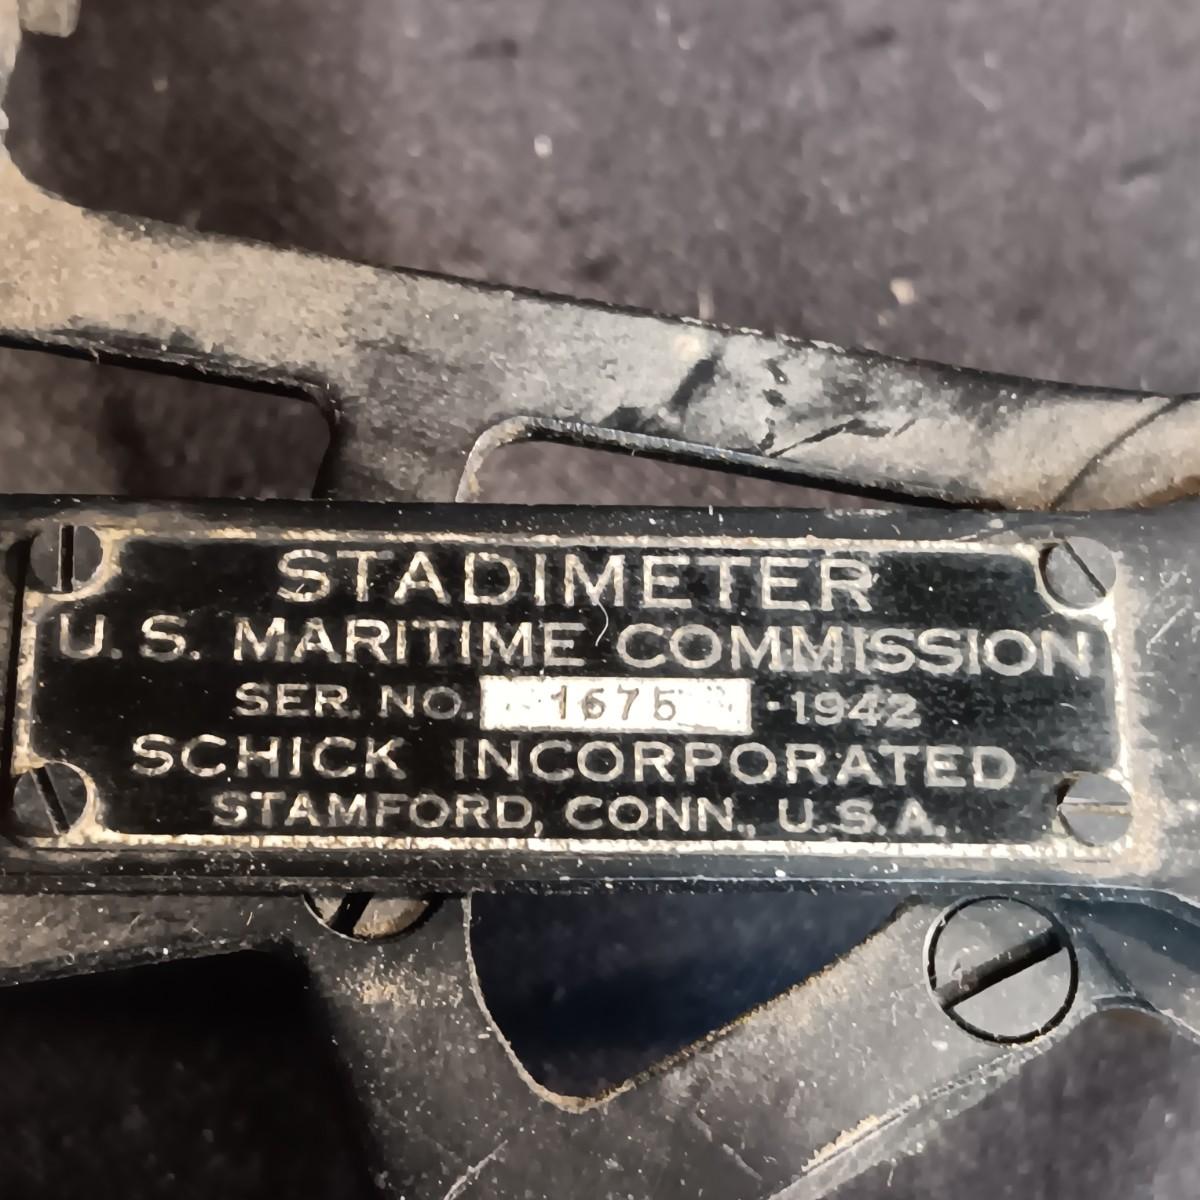 STADIMETER
U.S. MARITIME COMMISSION
SER. NO. 1675 -1942
SCHICK INCORPORATED
STAMFORD, CONN., U.S.A.